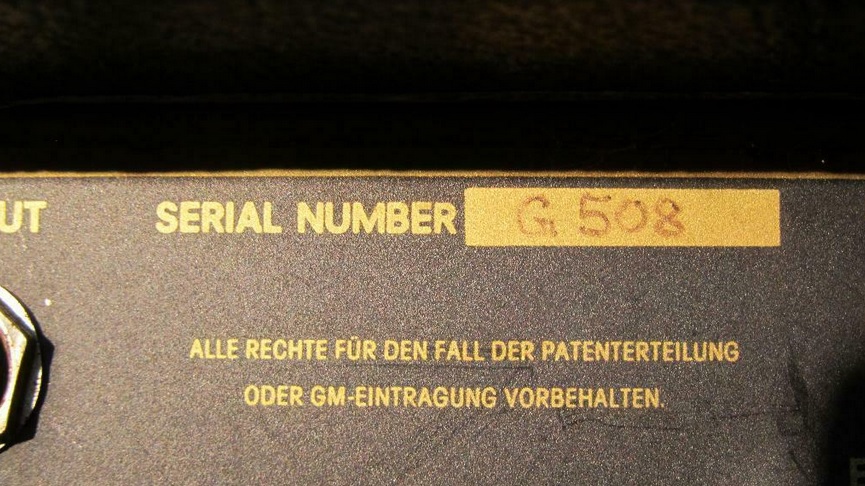 UT
SERIAL NUMBER G 508
ALLE RECHTE FÜR DEN FALL DER PATENTERTEILUNG
ODER GM-EINTRAGUNG VORBEHALTEN.